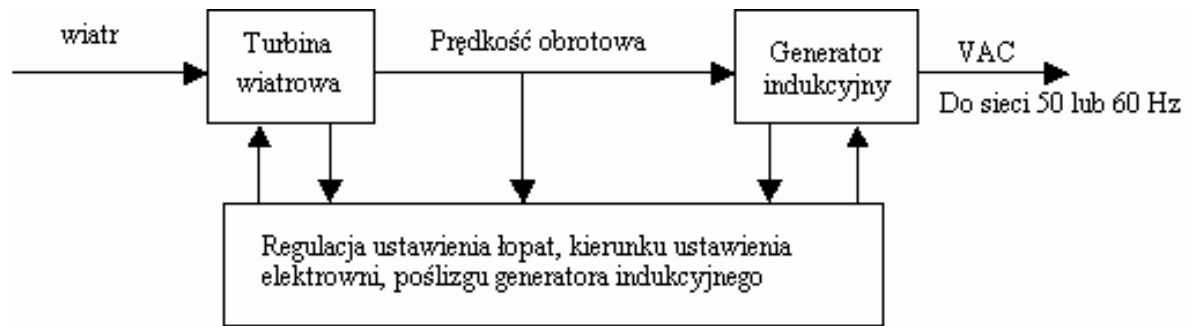 wiatr
Turbina
wiatrowa
Prędkość obrotowa
Generator
indukcyjny
VAC
Do sieci 50 lub 60 Hz
Regulacja ustawienia łopat, kierunku ustawienia
elektrowni, poślizgu generatora indukcyjnego